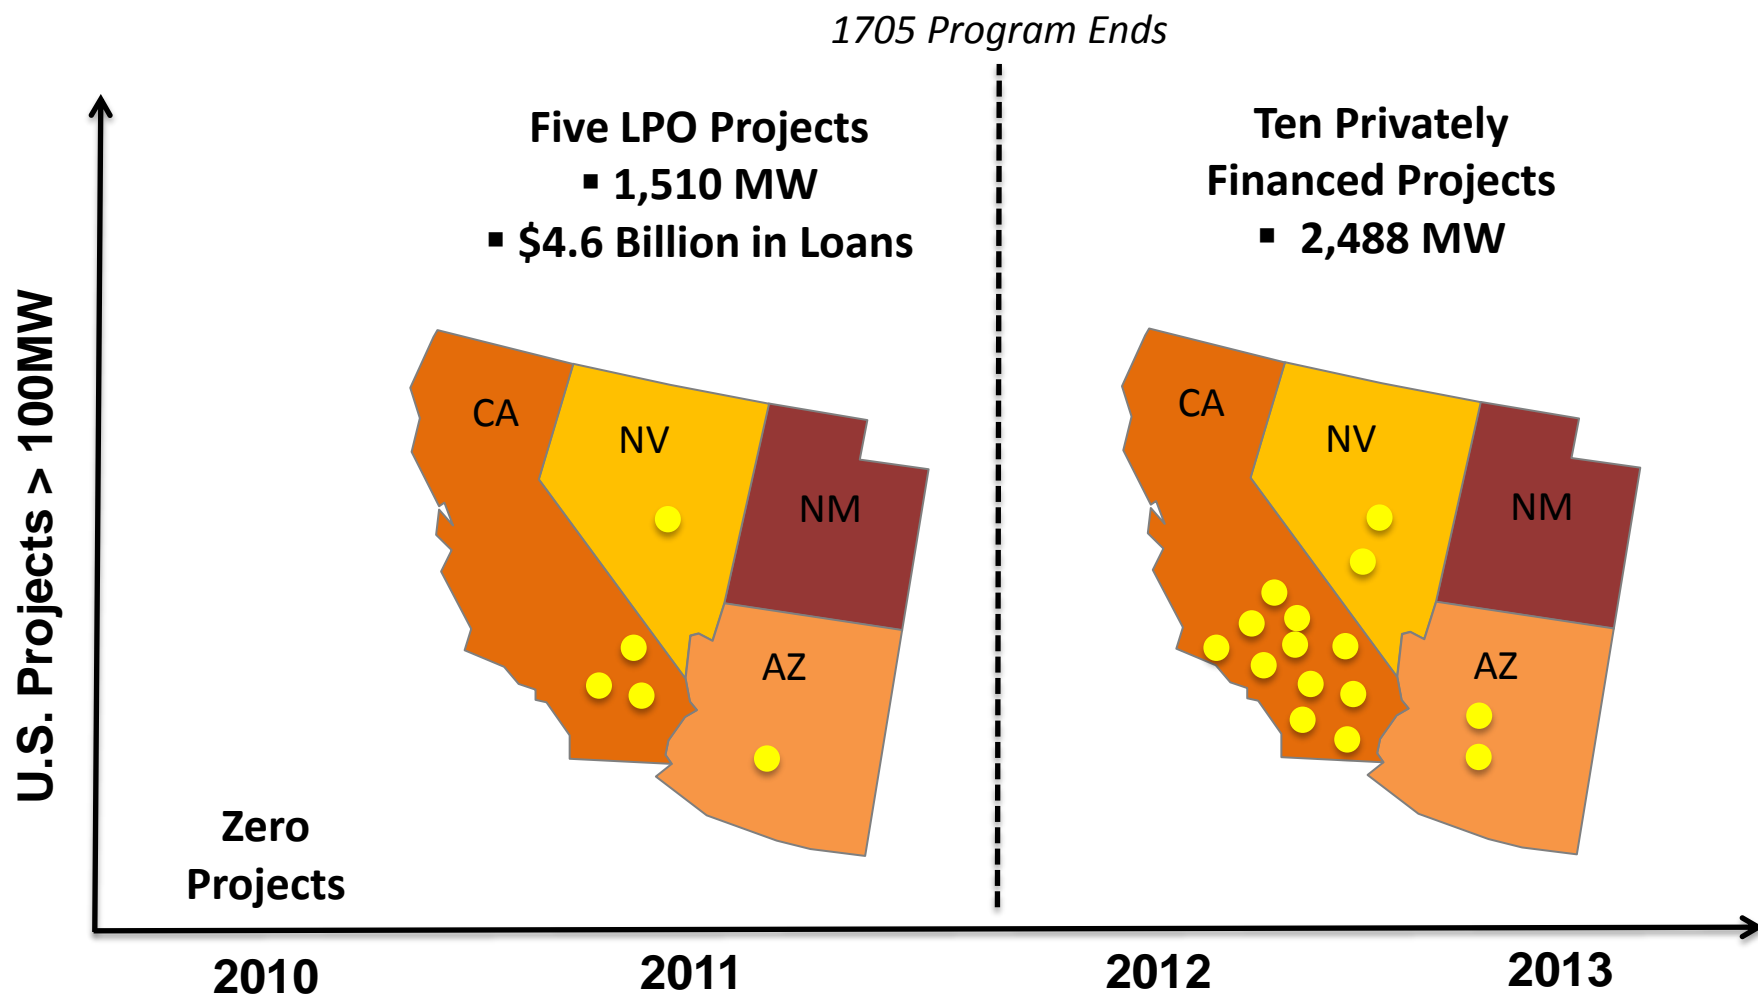 1705 Program Ends
Five LPO Projects
▪ 1,510 MW
▪ $4.6 Billion in Loans
Ten Privately
Financed Projects
▪ 2,488 MW
U.S. Projects > 100MW
CA
NV
NM
AZ
CA
NV
NM
AZ
Zero
Projects
2010
2011
2012
2013